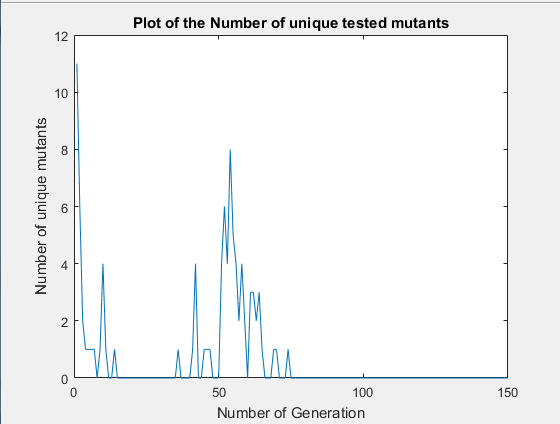 Plot of the Number of unique tested mutants
12
10
8
6
4
2
0
Number of unique mutants
0 50 100 150
Number of Generation